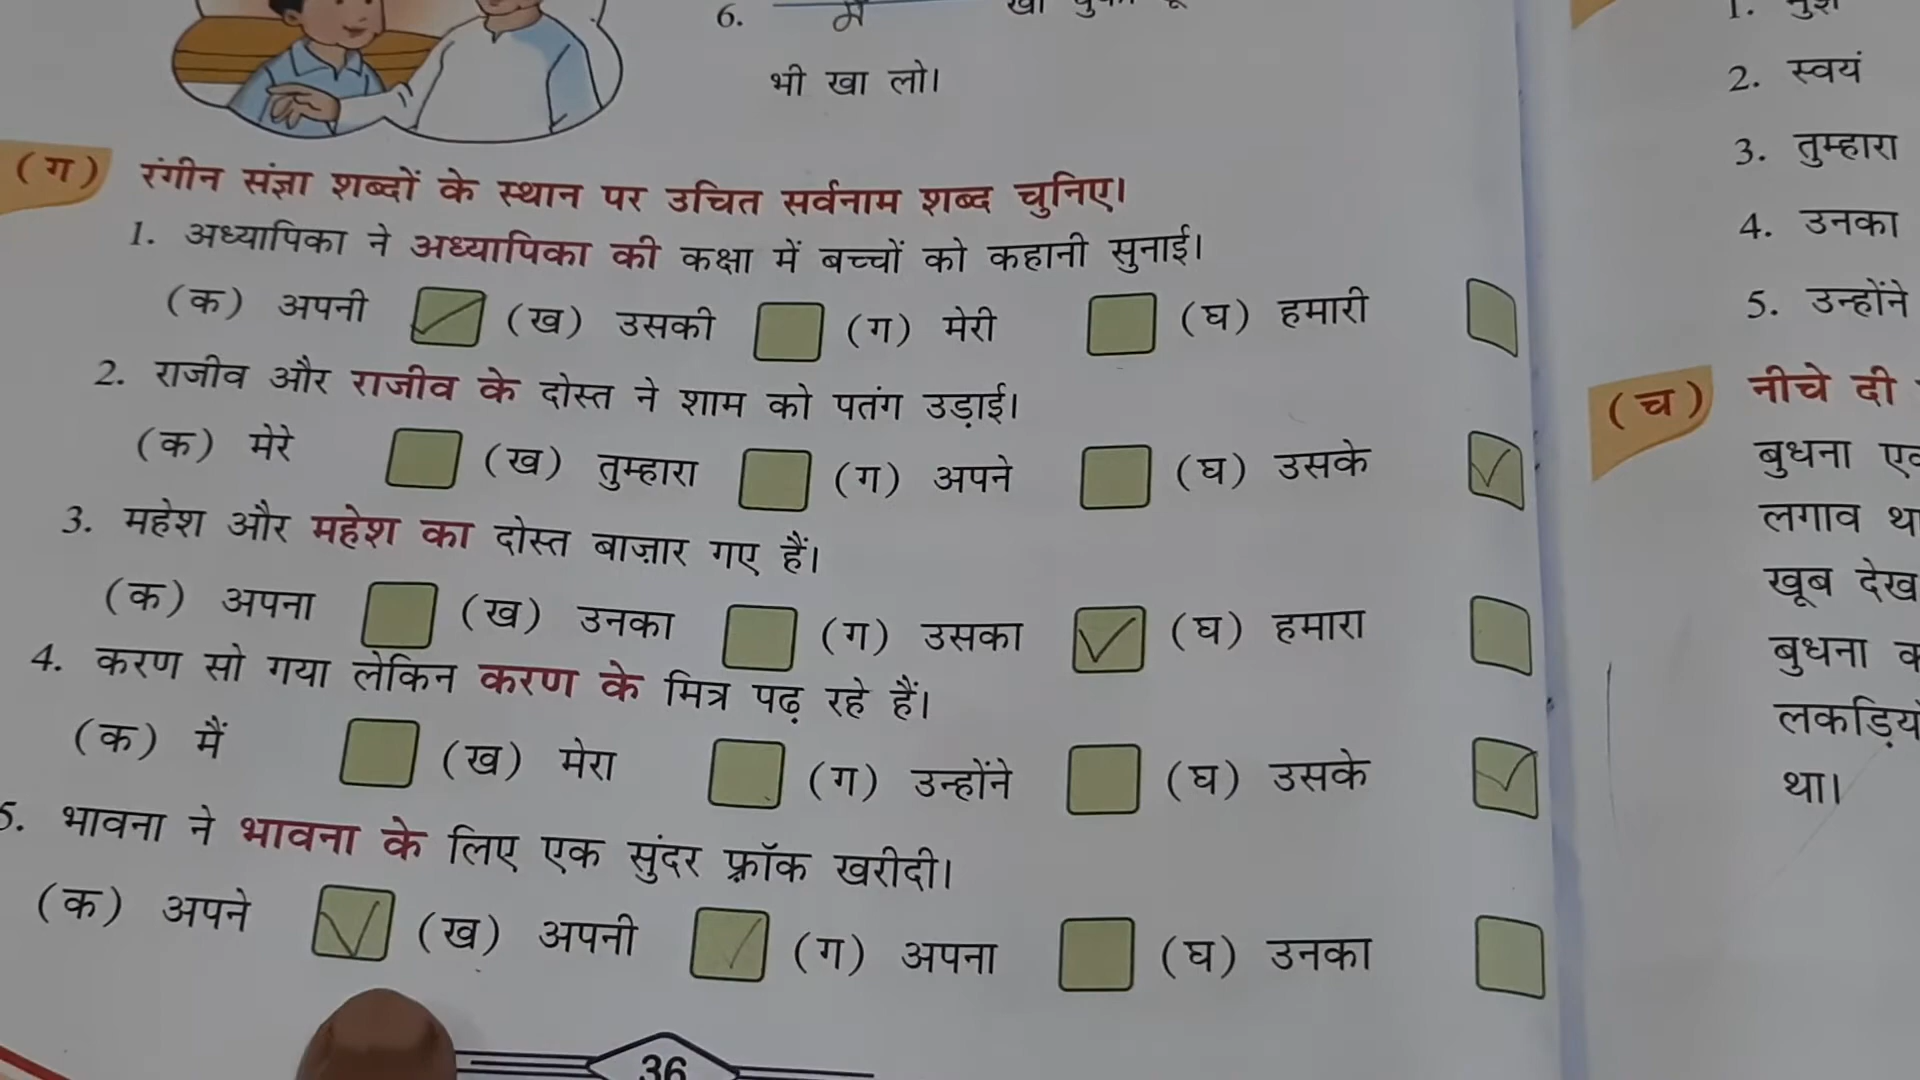 6. में
भी खा लो।
(ग) रंगीन संज्ञा शब्दों के स्थान पर उचित सर्वनाम शब्द चुनिए।
1. अध्यापिका ने अध्यापिका की कक्षा में बच्चों को कहानी सुनाई।
(क) अपनी (ख) उसकी (ग) मेरी (घ) हमारी
2. राजीव और राजीव के दोस्त ने शाम को पतंग उड़ाई।
(क) मेरे (ख) तुम्हारा (ग) अपने (घ) उसके
3. महेश और महेश का दोस्त बाज़ार गए हैं।
(क) अपना (ख) उनका (ग) उसका (घ) हमारा
4. करण सो गया लेकिन करण के मित्र पढ़ रहे हैं।
(क) मैं (ख) मेरा (ग) उन्होंने (घ) उसके
5. भावना ने भावना के लिए एक सुंदर फ़्रॉक खरीदी।
(क) अपने (ख) अपनी (ग) अपना (घ) उनका
36
2. स्वयं
3. तुम्हारा
4. उनका
5. उन्होंने
(च) नीचे दी
बुधना
लगाव
खूब देख
बुधना
था।